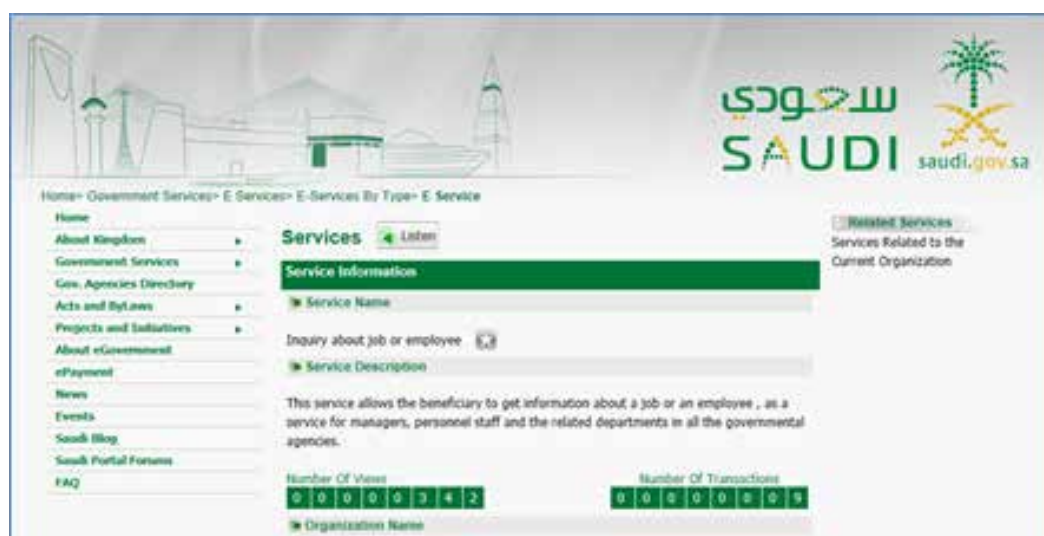 سعودي
SAUDI
saudi.gov.sa
Home> Government Services> E Services> E-Services By Type> E Service
Home
About Kingdom
Government Services
Gov. Agencies Directory
Acts and ByLaws
Projects and Initiatives
About eGovernment
ePayment
News
Events
Saudi Blog
Saudi Portal Forums
FAQ
Services
Listen
Service Information
Service Name
Inquiry about job or employee
Service Description
This service allows the beneficiary to get information about a job or an employee , as a
service for managers, personnel staff and the related departments in all the governmental
agencies.
Number Of Views
0 0 0 0 0 3 4 2
Number Of Transactions
0 0 0 0 0 0 0 9
Organization Name
Related Services
Services Related to the
Current Organization